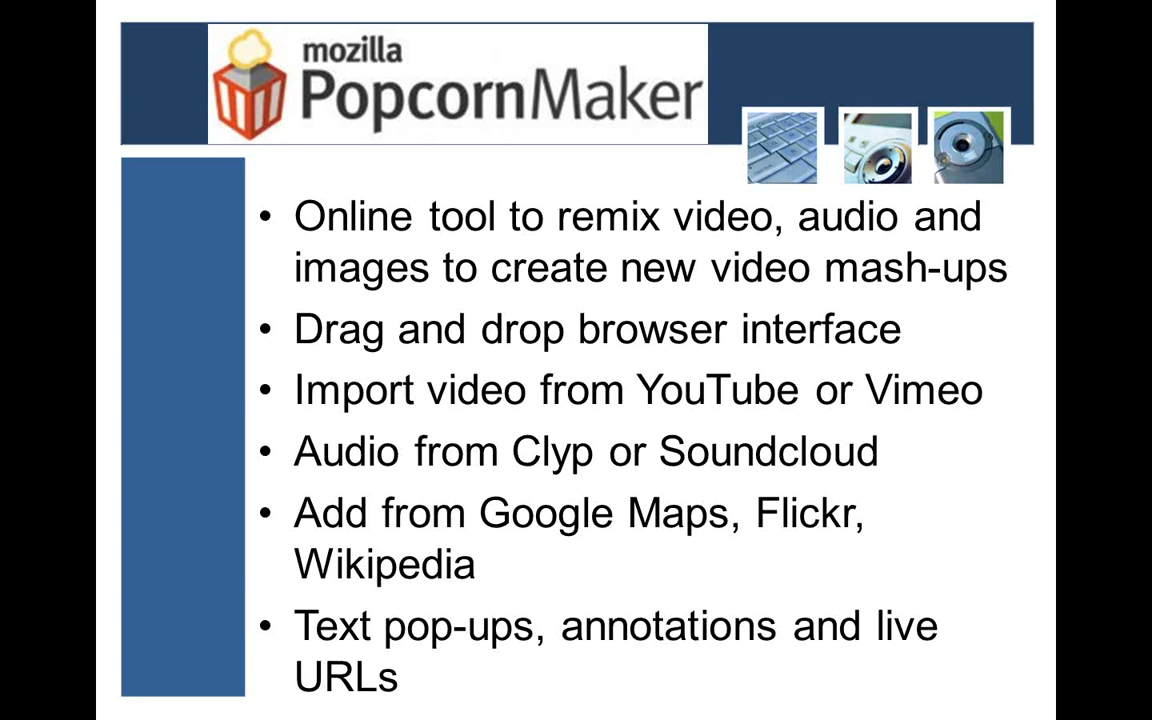 mozilla
PopcornMaker
• Online tool to remix video, audio and
images to create new video mash-ups
• Drag and drop browser interface
• Import video from YouTube or Vimeo
• Audio from Clyp or Soundcloud
• Add from Google Maps, Flickr,
Wikipedia
• Text pop-ups, annotations and live
URLs